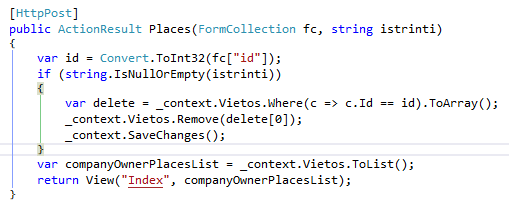 [HttpPost]
public ActionResult Places(FormCollection fc, string istrinti)
{
    var id = Convert.ToInt32(fc["id"]);
    if (string.IsNullOrEmpty(istrinti))
    {
        var delete = _context.Vietos.Where(c => c.Id == id).ToArray();
        _context.Vietos.Remove(delete[0]);
        _context.SaveChanges();
    }
    var companyOwnerPlacesList = _context.Vietos.ToList();
    return View("Index", companyOwnerPlacesList);
}